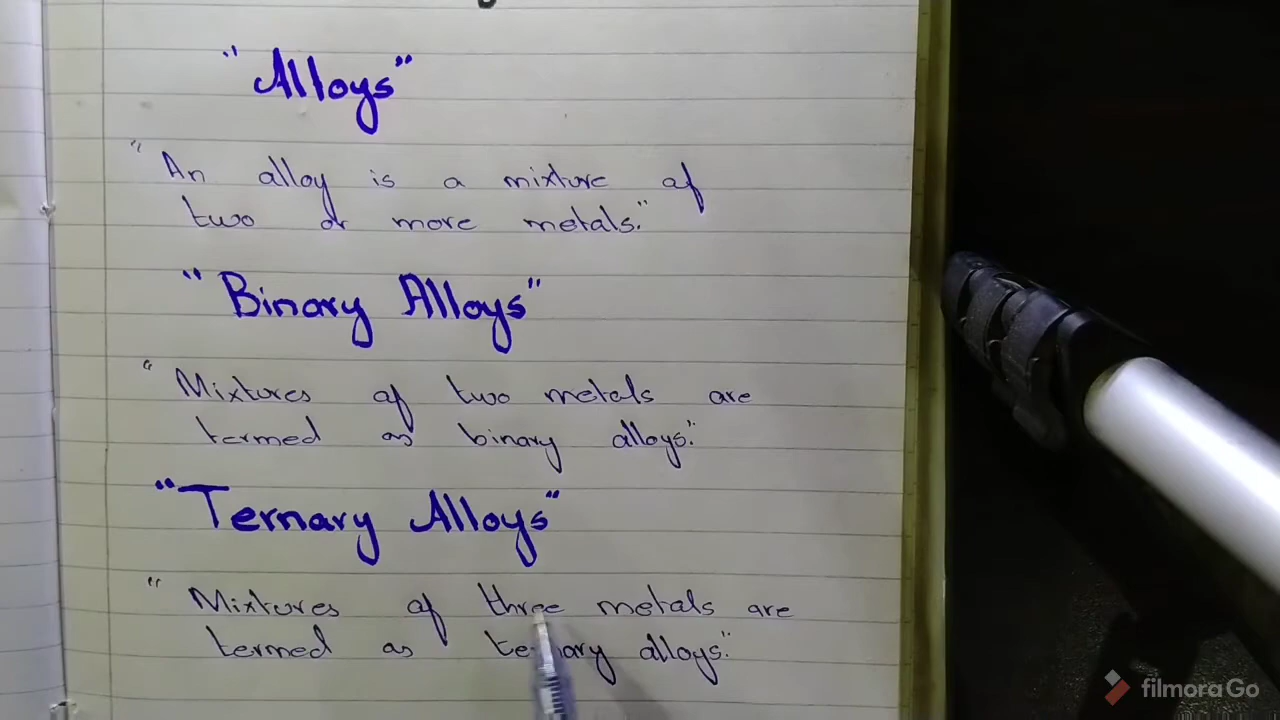 "Alloys"
"An alloy is a mixture of
two or more metals."
"Binary Alloys"
"Mixtures of two metals are
termed as binary alloys."
"Ternary Alloys"
"Mixtures of three metals are
termed as ternary alloys."
filmoraGo